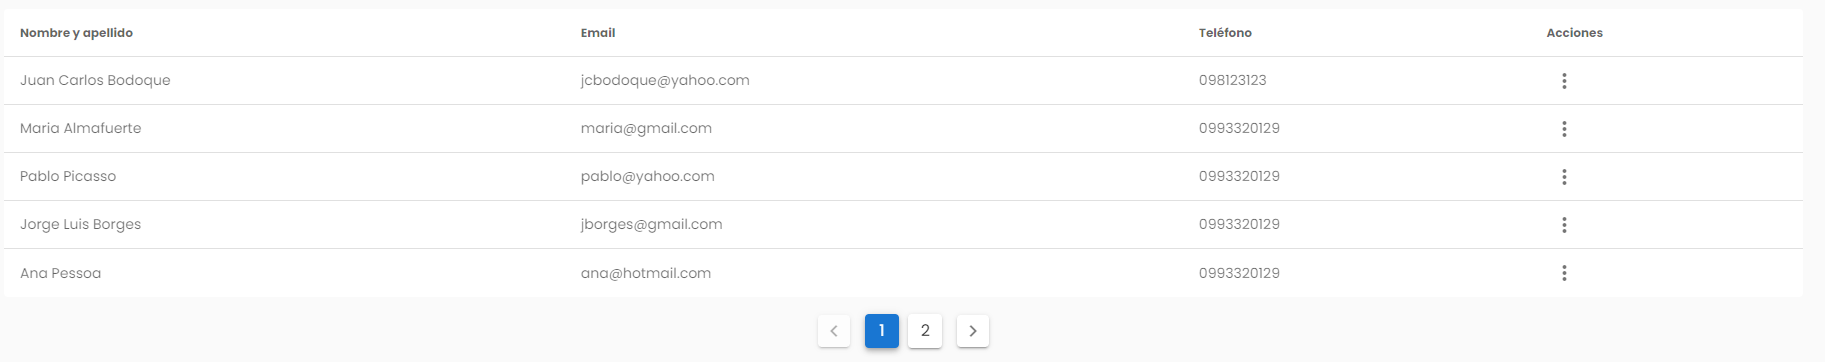 Nombre y apellido Email Teléfono Acciones
Juan Carlos Bodoque jcbodoque@yahoo.com 098123123
Maria Almafuerte maria@gmail.com 0993320129
Pablo Picasso pablo@yahoo.com 0993320129
Jorge Luis Borges jborges@gmail.com 0993320129
Ana Pessoa ana@hotmail.com 0993320129
1 2